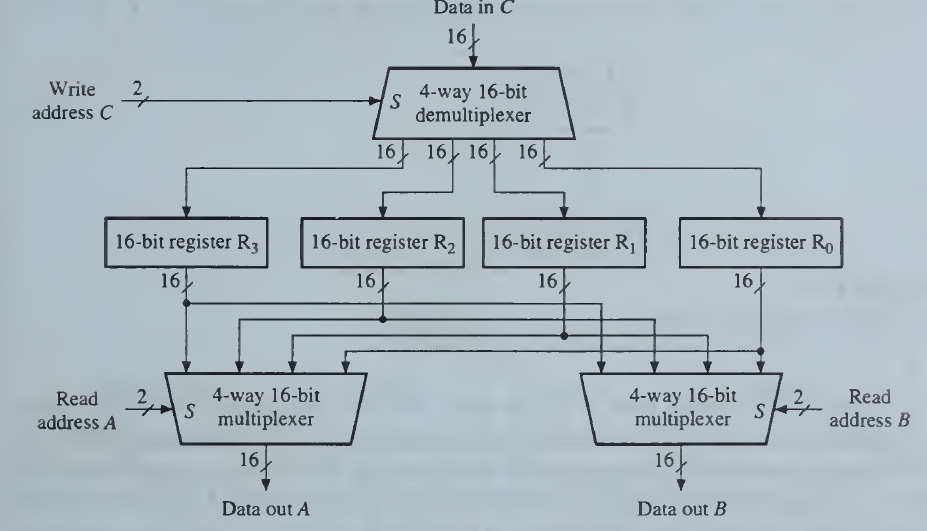 Data in C
16
Write
address C
2
S
4-way 16-bit
demultiplexer
16
16
16
16
16-bit register R₃
16-bit register R₂
16-bit register R₁
16-bit register R₀
16
16
16
16
Read
address A
2
S
4-way 16-bit
multiplexer
4-way 16-bit
multiplexer
S
2
Read
address B
16
16
Data out A
Data out B